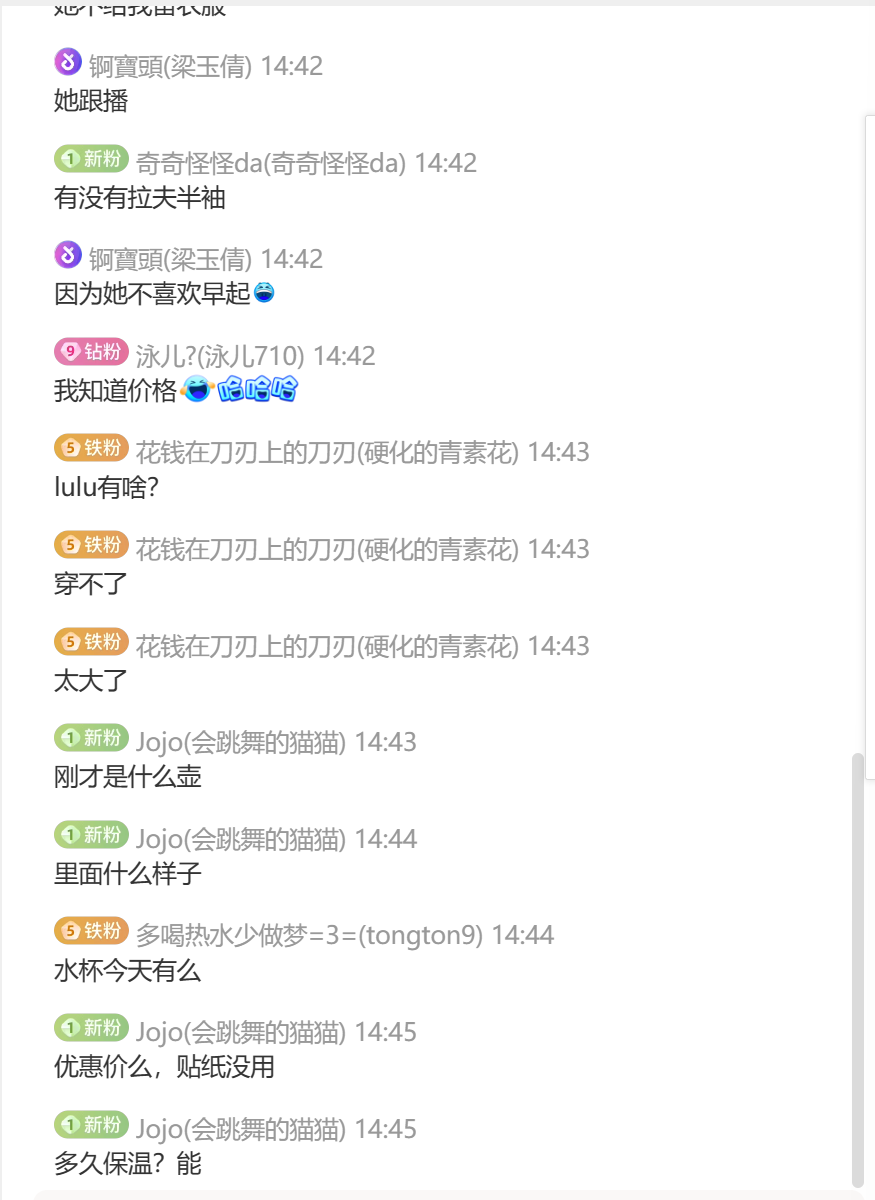 她不给我留衣服
锕寶頭(梁玉倩) 14:42
她跟播
1 新粉 奇奇怪怪da(奇奇怪怪da) 14:42
有没有拉夫半袖
锕寶頭(梁玉倩) 14:42
因为她不喜欢早起
9 钻粉 泳儿?(泳儿710) 14:42
我知道价格 哈哈哈
5 铁粉 花钱在刀刃上的刀刃(硬化的青素花) 14:43
lulu有啥?
5 铁粉 花钱在刀刃上的刀刃(硬化的青素花) 14:43
穿不了
5 铁粉 花钱在刀刃上的刀刃(硬化的青素花) 14:43
太大了
1 新粉 Jojo(会跳舞的猫猫) 14:43
刚才是什么壶
1 新粉 Jojo(会跳舞的猫猫) 14:44
里面什么样子
5 铁粉 多喝热水少做梦=3=(tongton9) 14:44
水杯今天有么
1 新粉 Jojo(会跳舞的猫猫) 14:45
优惠价么，贴纸没用
1 新粉 Jojo(会跳舞的猫猫) 14:45
多久保温？能